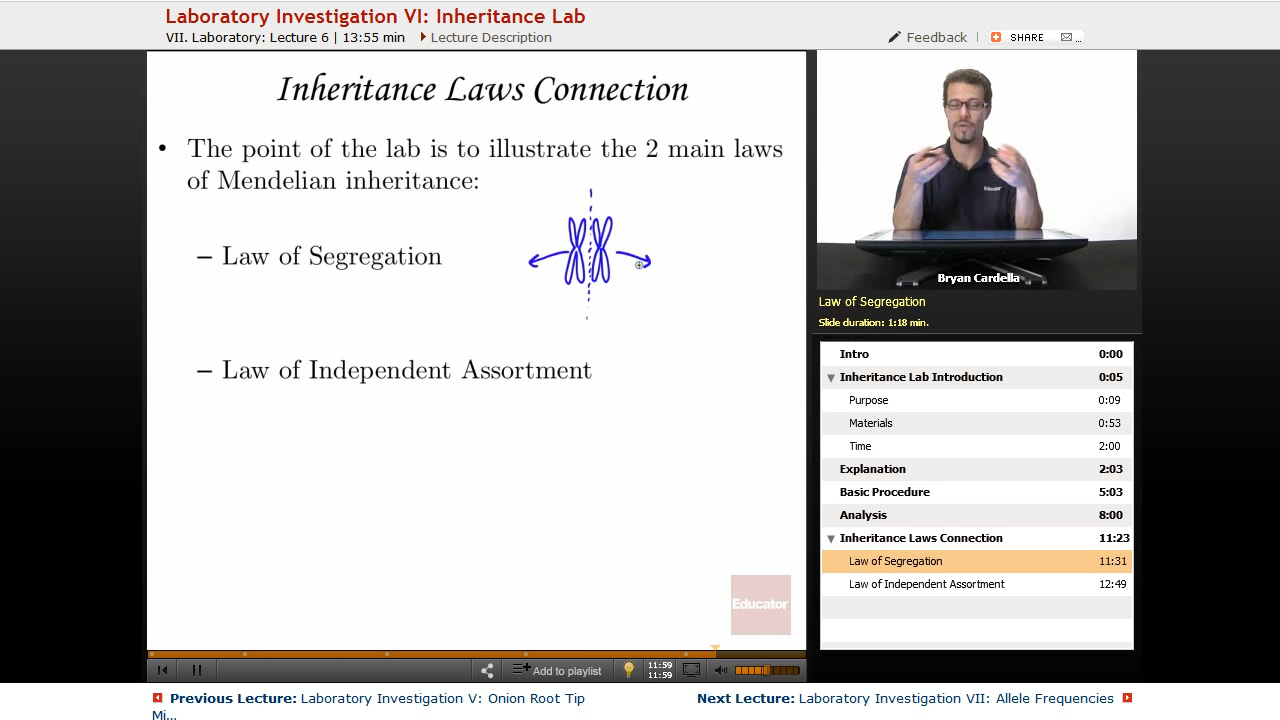 Laboratory Investigation VI: Inheritance Lab
VII. Laboratory: Lecture 6 | 13:55 min
Lecture Description
Feedback
SHARE
Inheritance Laws Connection
• The point of the lab is to illustrate the 2 main laws
of Mendelian inheritance:
– Law of Segregation
– Law of Independent Assortment
Educator
Educator
Bryan Cardella
Law of Segregation
Slide duration: 1:18 min.
Intro 0:00
Inheritance Lab Introduction 0:05
Purpose 0:09
Materials 0:53
Time 2:00
Explanation 2:03
Basic Procedure 5:03
Analysis 8:00
Inheritance Laws Connection 11:23
Law of Segregation 11:31
Law of Independent Assortment 12:49
Add to playlist
11:59
11:59
Previous Lecture: Laboratory Investigation V: Onion Root Tip
Mi...
Next Lecture: Laboratory Investigation VII: Allele Frequencies